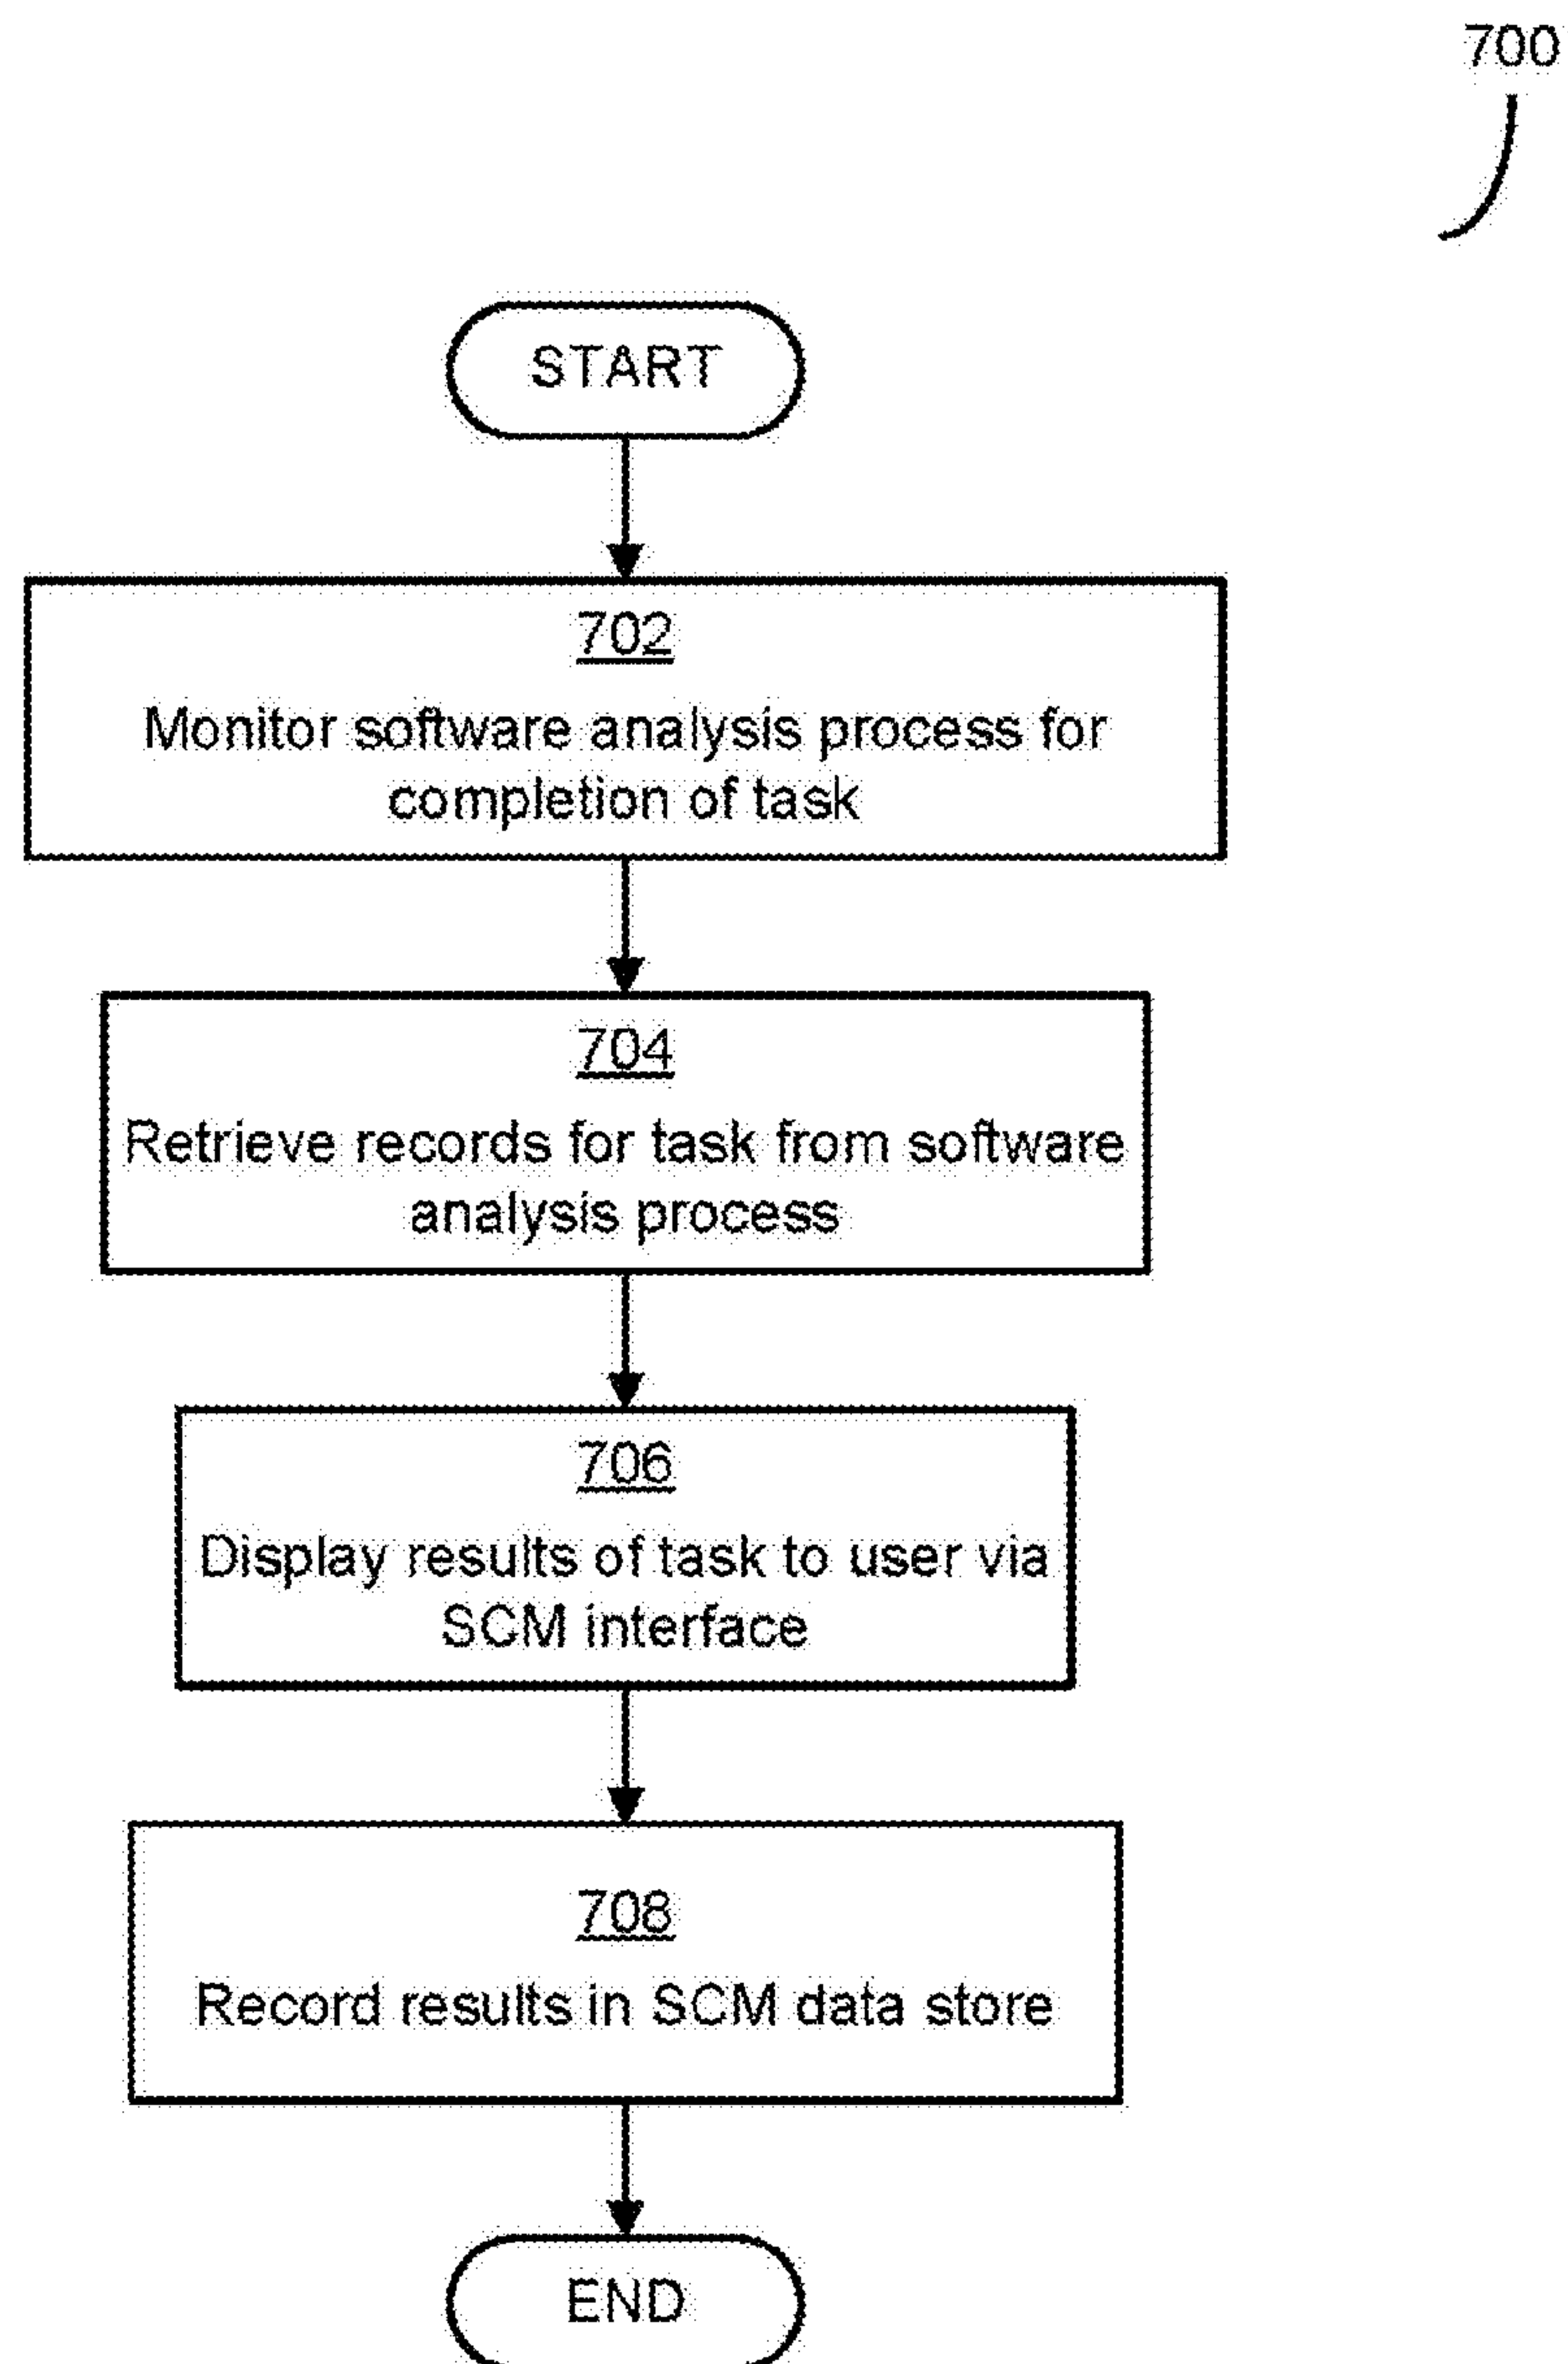 700
START
702
Monitor software analysis process for
completion of task
704
Retrieve records for task from software
analysis process
706
Display results of task to user via
SCM interface
708
Record results in SCM data store
END